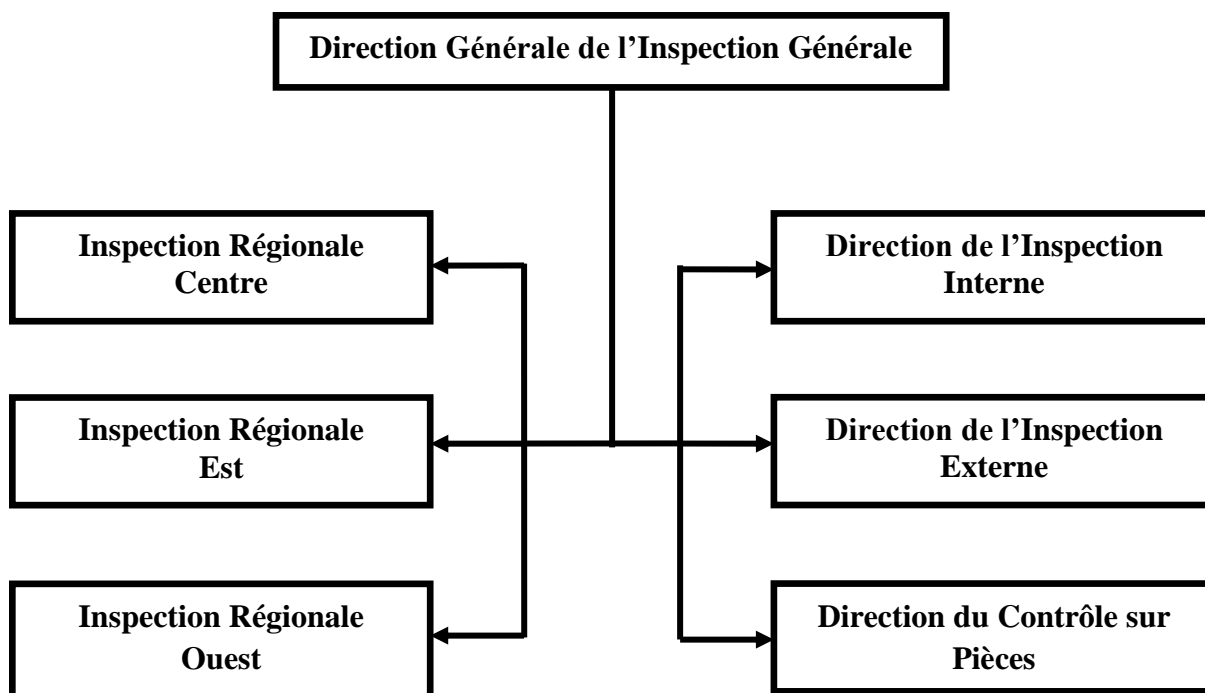 Direction Générale de l’Inspection Générale
Inspection Régionale
Centre
Direction de l’Inspection
Interne
Inspection Régionale
Est
Direction de l’Inspection
Externe
Inspection Régionale
Ouest
Direction du Contrôle sur
Pièces